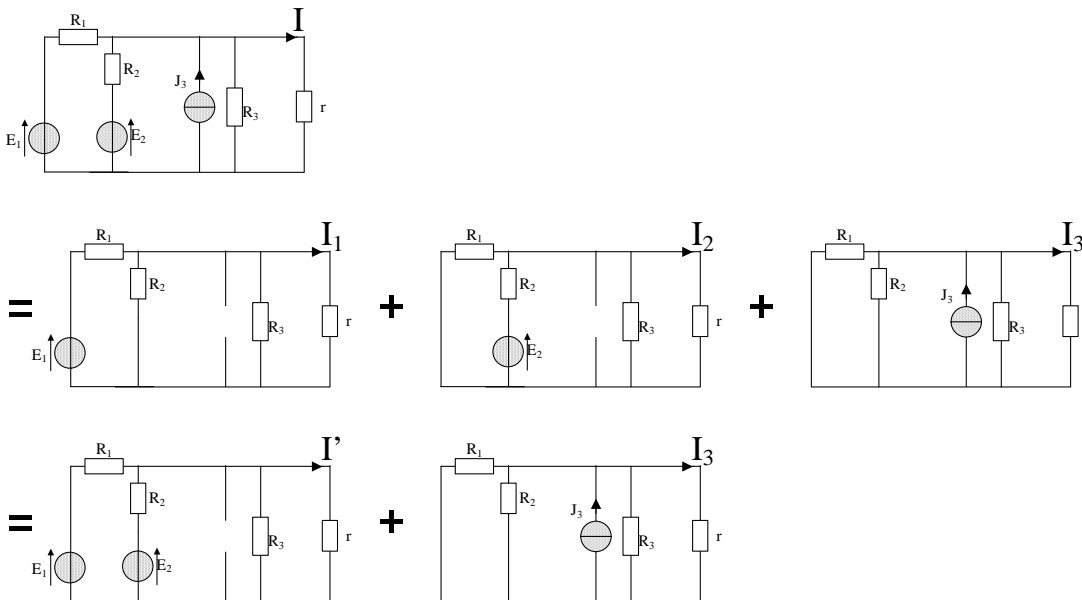 R₁ I
R₂
J₃
R₃ r
E₁ E₂
R₁ I₁ R₁ I₂ R₁ I₃
R₂ R₂ R₂
J₃
= R₃ r + R₃ r + R₃
E₁ E₂
R₁ I’ R₁ I₃
R₂ R₂
J₃
= R₃ r + R₃ r
E₁ E₂